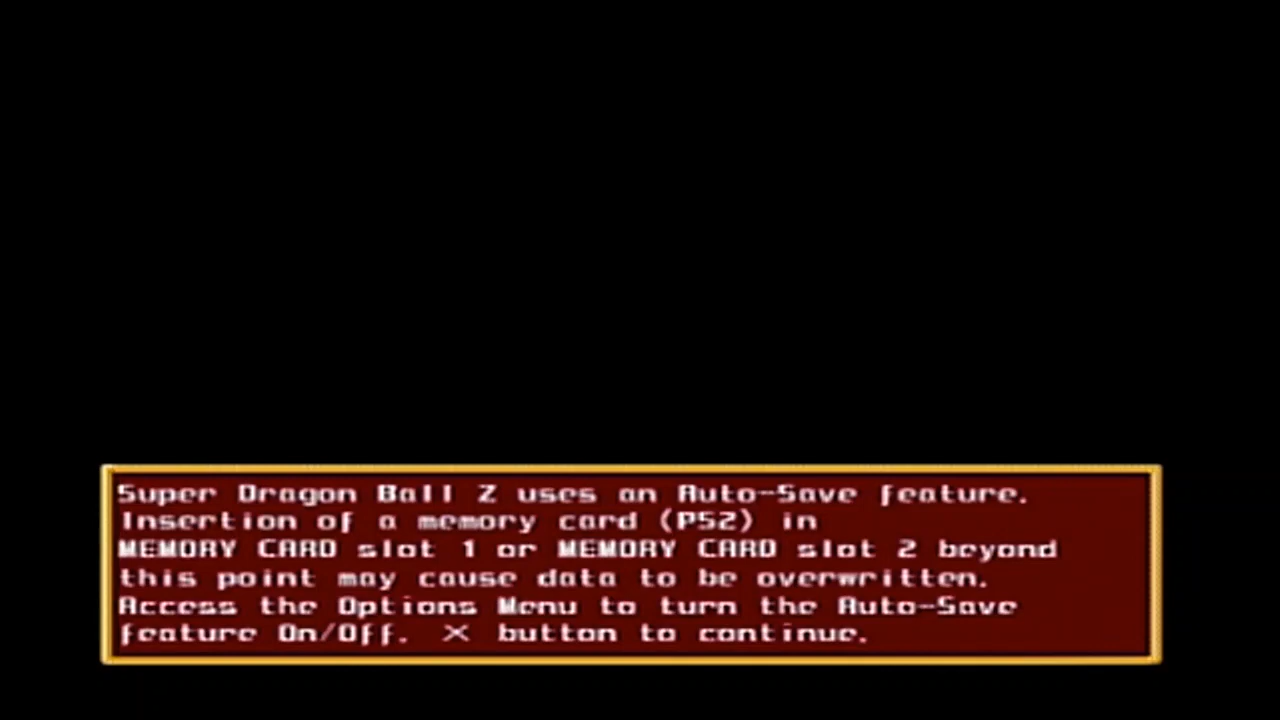 Super Dragon Ball Z uses an Auto-Save feature.
Insertion of a memory card (PS2) in
MEMORY CARD slot 1 or MEMORY CARD slot 2 beyond
this point may cause data to be overwritten.
Access the Options Menu to turn the Auto-Save
feature On/Off. ✕ button to continue.